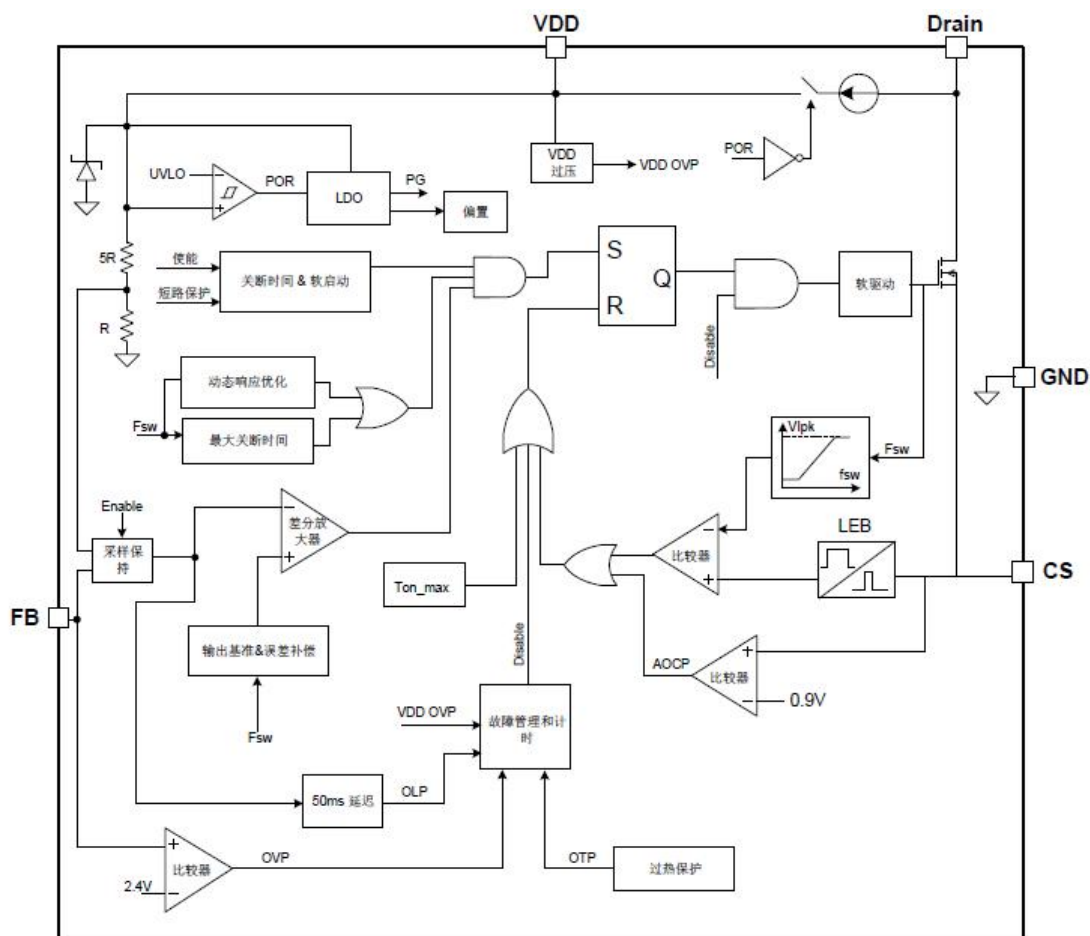 VDD
Drain
VDD
过压
VDD OVP
POR
UVLO
POR
LDO
PG
偏置
5R
R
使能
短路保护
关断时间 & 软启动
S
R
Q
Disable
软驱动
GND
动态响应优化
Fsw
最大关断时间
VIpk
fsw
Fsw
Enable
采样保
持
差分放
大器
比较器
LEB
CS
FB
Ton_max
输出基准&误差补偿
Fsw
Disable
AOCP
比较器
0.9V
VDD OVP
故障管理和计
时
50ms 延迟
OLP
比较器
2.4V
OVP
OTP
过热保护